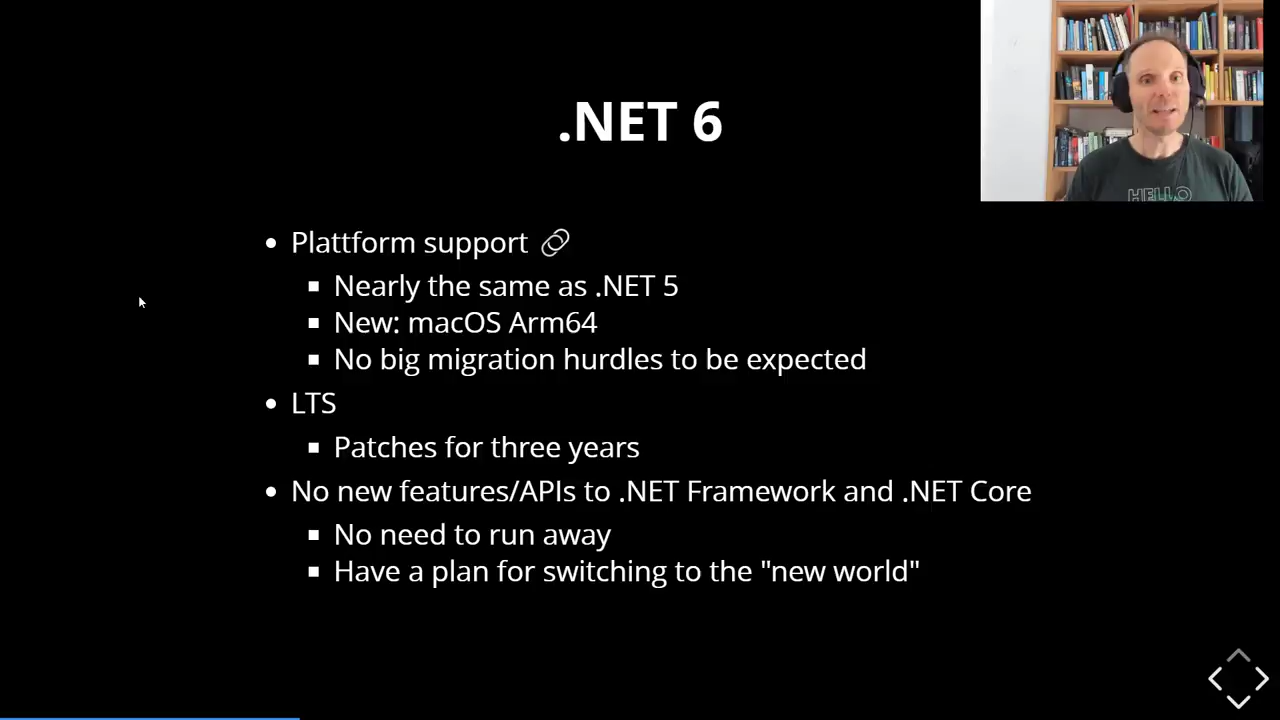 .NET 6
Plattform support
Nearly the same as .NET 5
New: macOS Arm64
No big migration hurdles to be expected
LTS
Patches for three years
No new features/APIs to .NET Framework and .NET Core
No need to run away
Have a plan for switching to the "new world"
HELLO